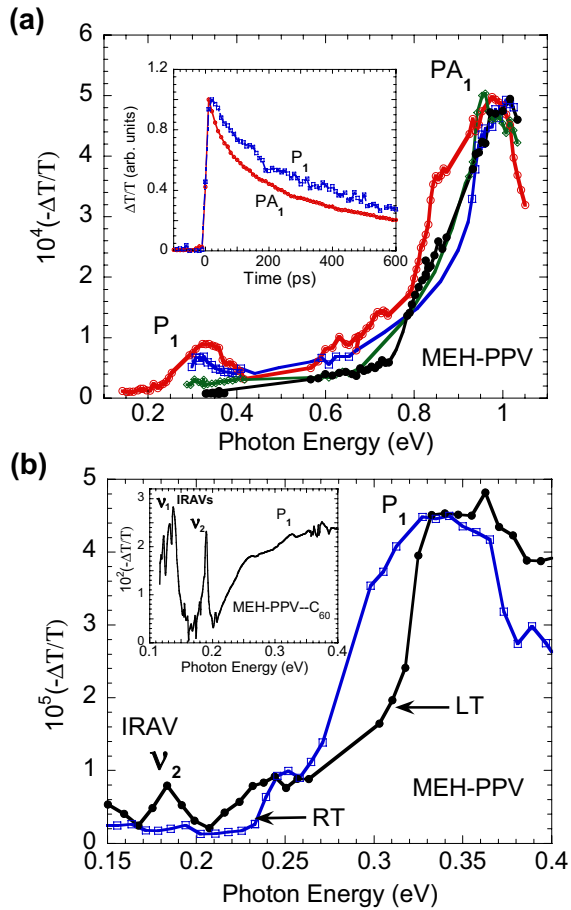 (a)
6
5
4
3
2
1
0
10⁴(-ΔT/T)
0.2 0.4 0.6 0.8 1
Photon Energy (eV)
P₁
PA₁
MEH-PPV
1.2
0.8
0.4
0
ΔT/T (arb. units)
0 200 400 600
Time (ps)
P₁
PA₁
(b)
5
4
3
2
1
0
10⁵(-ΔT/T)
0.15 0.2 0.25 0.3 0.35 0.4
Photon Energy (eV)
IRAV
ν₂
P₁
LT
RT
MEH-PPV
3
2
1
0
10²(-ΔT/T)
ν₁
IRAVs
ν₂
P₁
MEH-PPV--C₆₀
0.1 0.2 0.3 0.4
Photon Energy (eV)